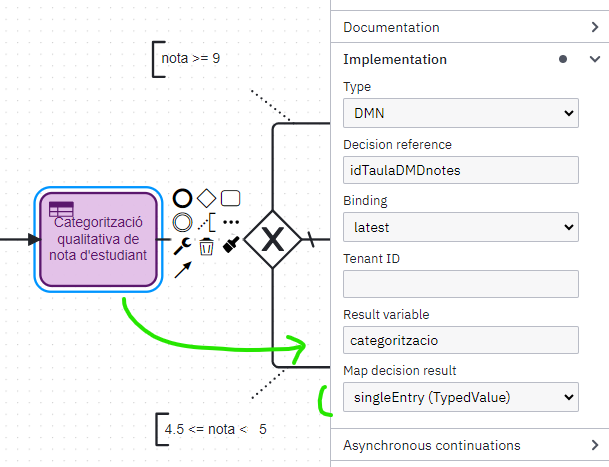 nota >= 9
Categorització
qualitativa de
nota d'estudiant
X
4.5 <= nota < 5
Documentation
Implementation
Type
DMN
Decision reference
idTaulaDMDnotes
Binding
latest
Tenant ID
Result variable
categoritzacio
Map decision result
singleEntry (TypedValue)
Asynchronous continuations